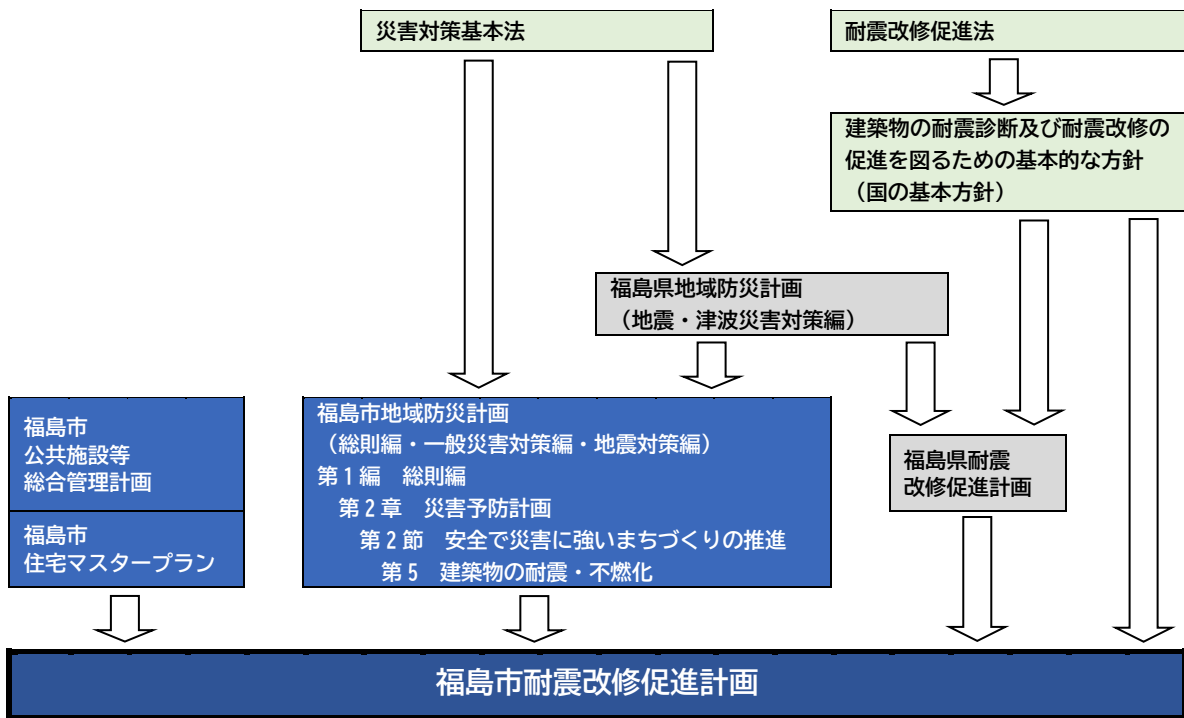 災害対策基本法
耐震改修促進法
建築物の耐震診断及び耐震改修の
促進を図るための基本的な方針
（国の基本方針）
福島県地域防災計画
（地震・津波災害対策編）
福島市
公共施設等
総合管理計画
福島市
住宅マスタープラン
福島市地域防災計画
（総則編・一般災害対策編・地震対策編）
第１編　総則編
第２章　災害予防計画
第２節　安全で災害に強いまちづくりの推進
第５　建築物の耐震・不燃化
福島県耐震
改修促進計画
福島市耐震改修促進計画